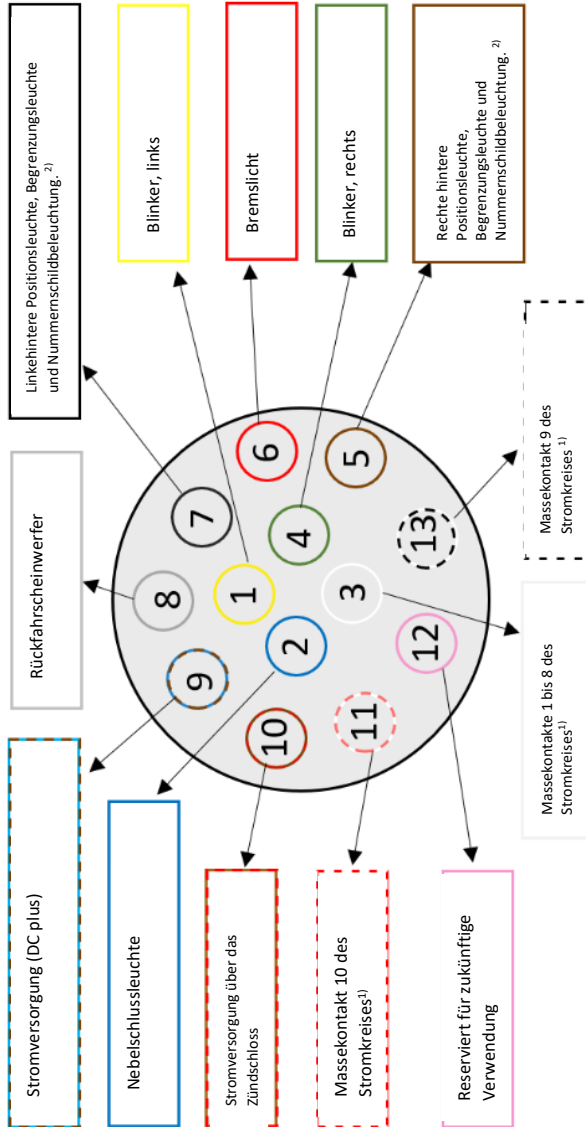 Stromversorgung (DC plus)
Rückfahrscheinwerfer
Linkehintere Positionsleuchte, Begrenzungsleuchte
und Nummernschildbeleuchtung. 2)
Nebelschlussleuchte
Blinker, links
Stromversorgung über das
Zündschloss
Bremslicht
Massekontakt 10 des
Stromkreises1)
Blinker, rechts
Reserviert für zukünftige
Verwendung
Massekontakte 1 bis 8 des
Stromkreises1)
Massekontakt 9 des
Stromkreises 1)
Rechte hintere
Positionsleuchte,
Begrenzungsleuchte und
Nummernschildbeleuchtung. 2)
8
7
9
1
6
2
4
10
3
5
11
13
12